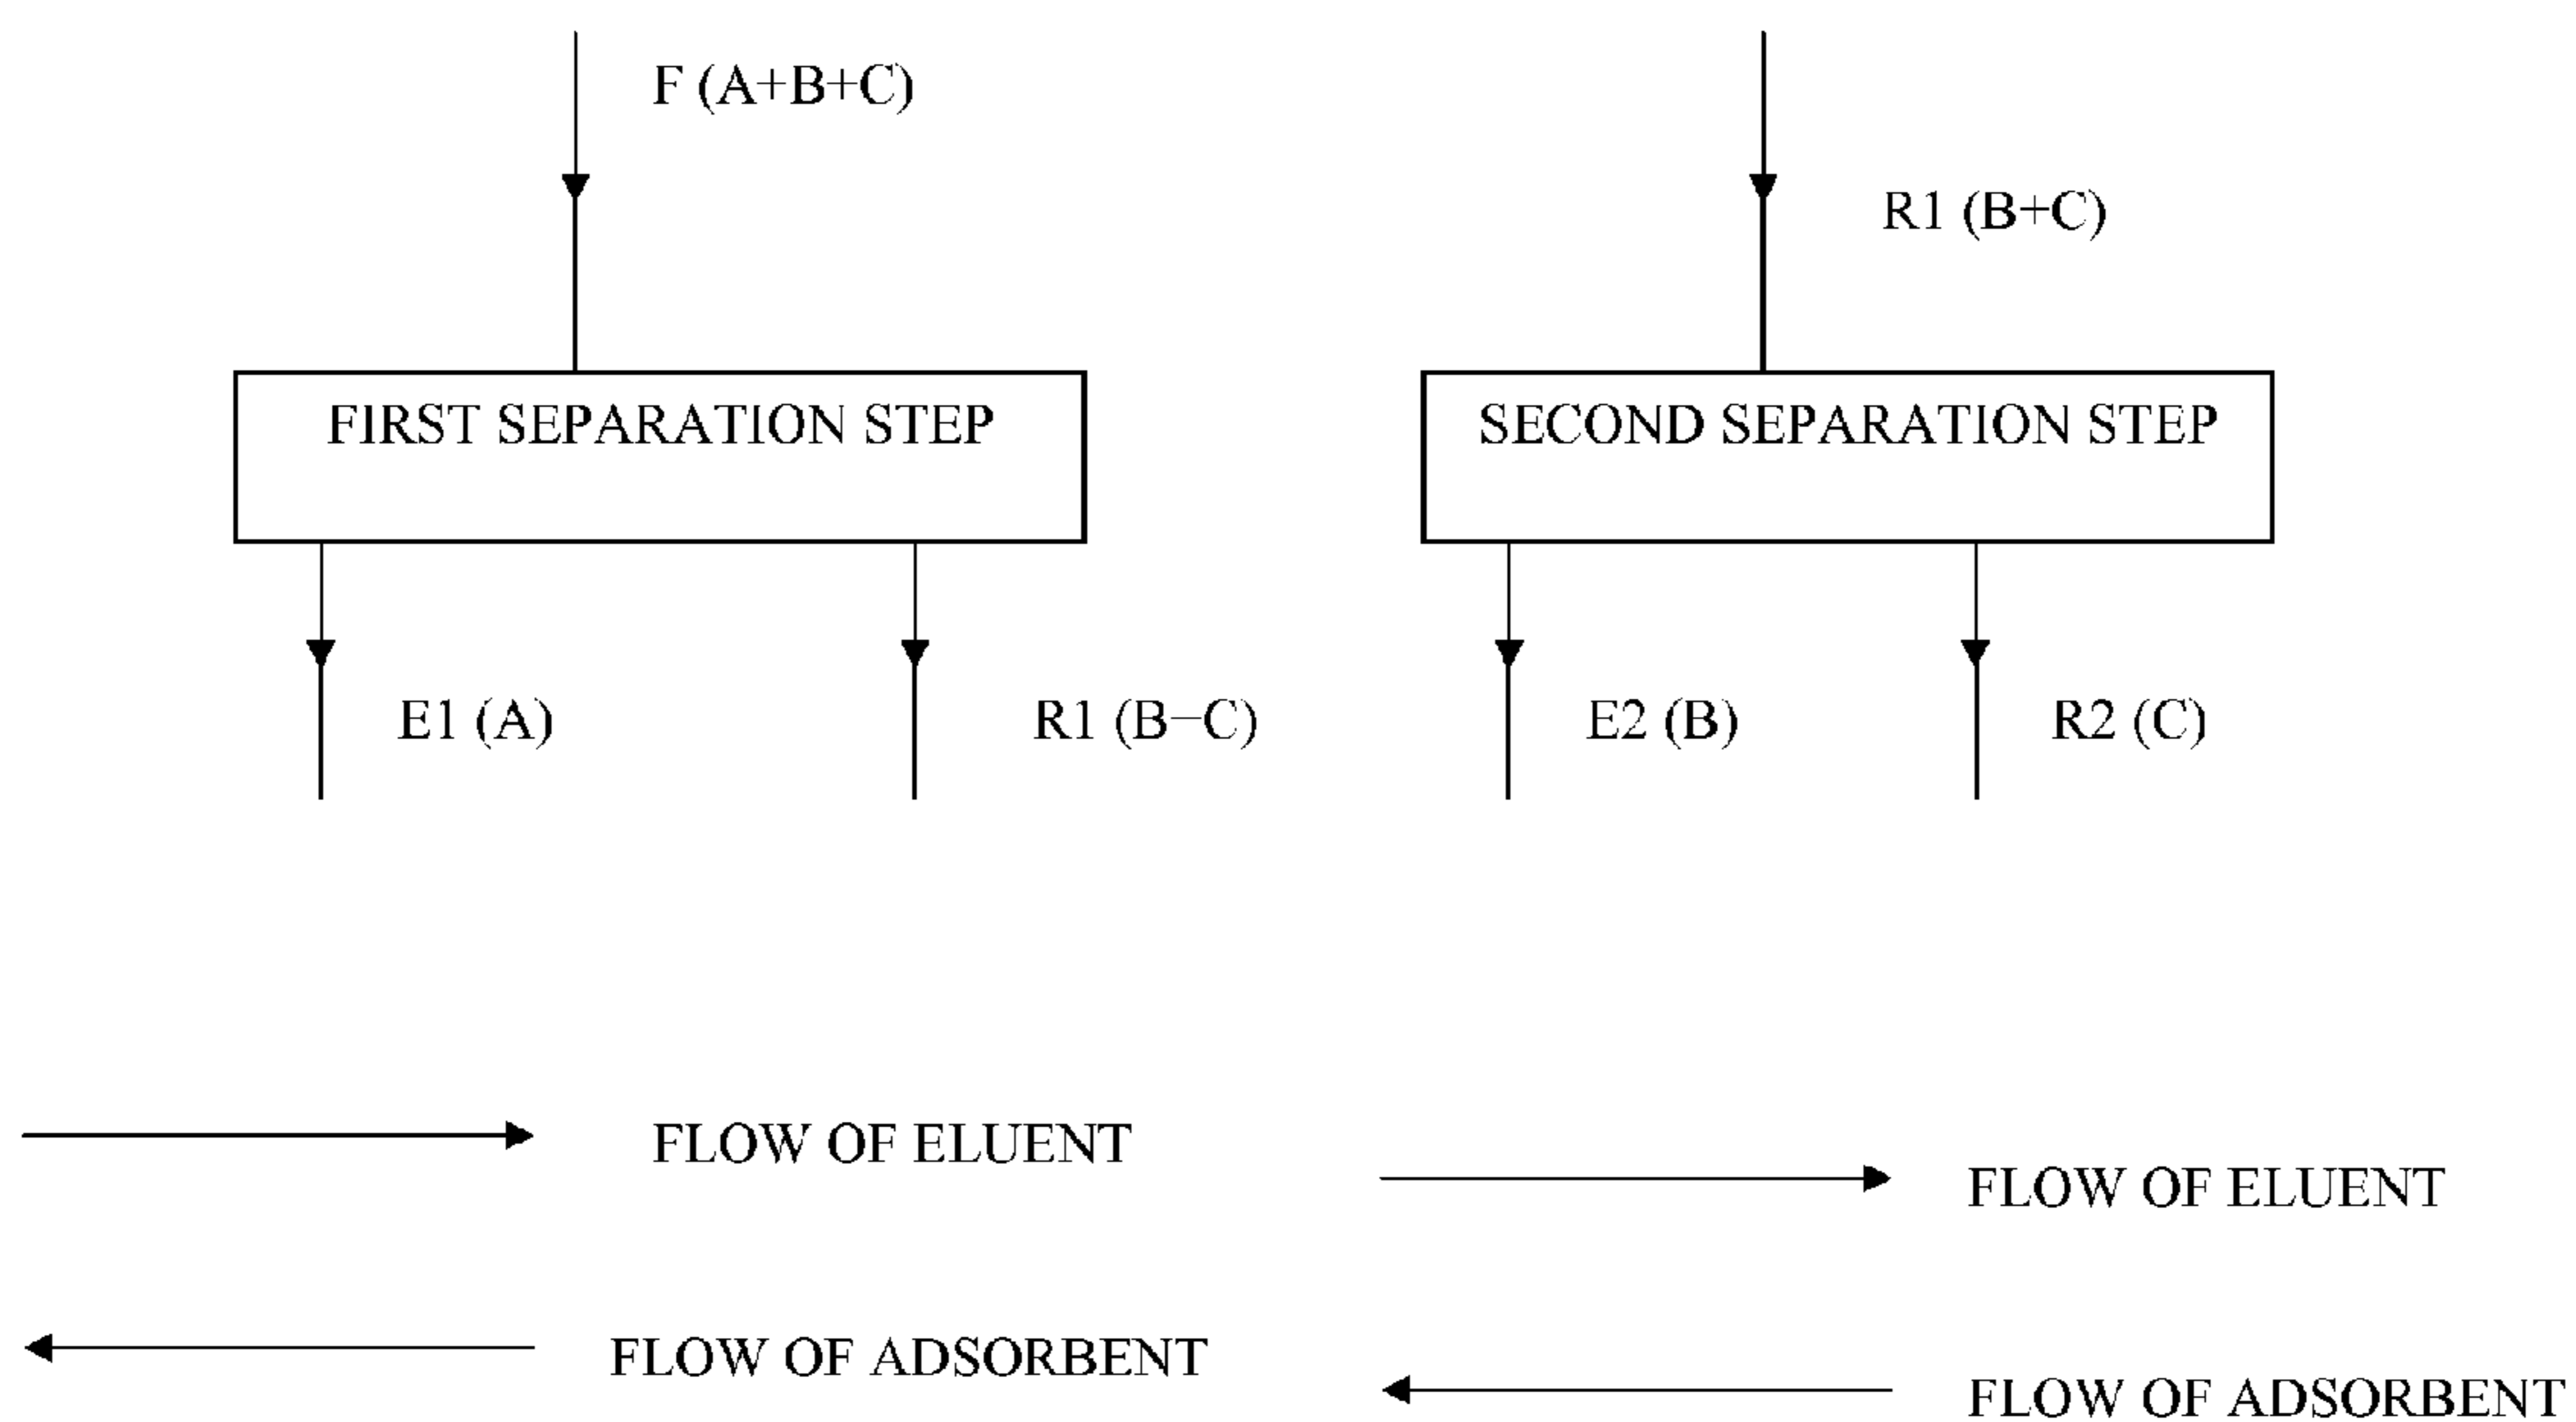 F (A+B+C)
R1 (B+C)
FIRST SEPARATION STEP
SECOND SEPARATION STEP
E1 (A)
R1 (B−C)
E2 (B)
R2 (C)
FLOW OF ELUENT
FLOW OF ELUENT
FLOW OF ADSORBENT
FLOW OF ADSORBENT